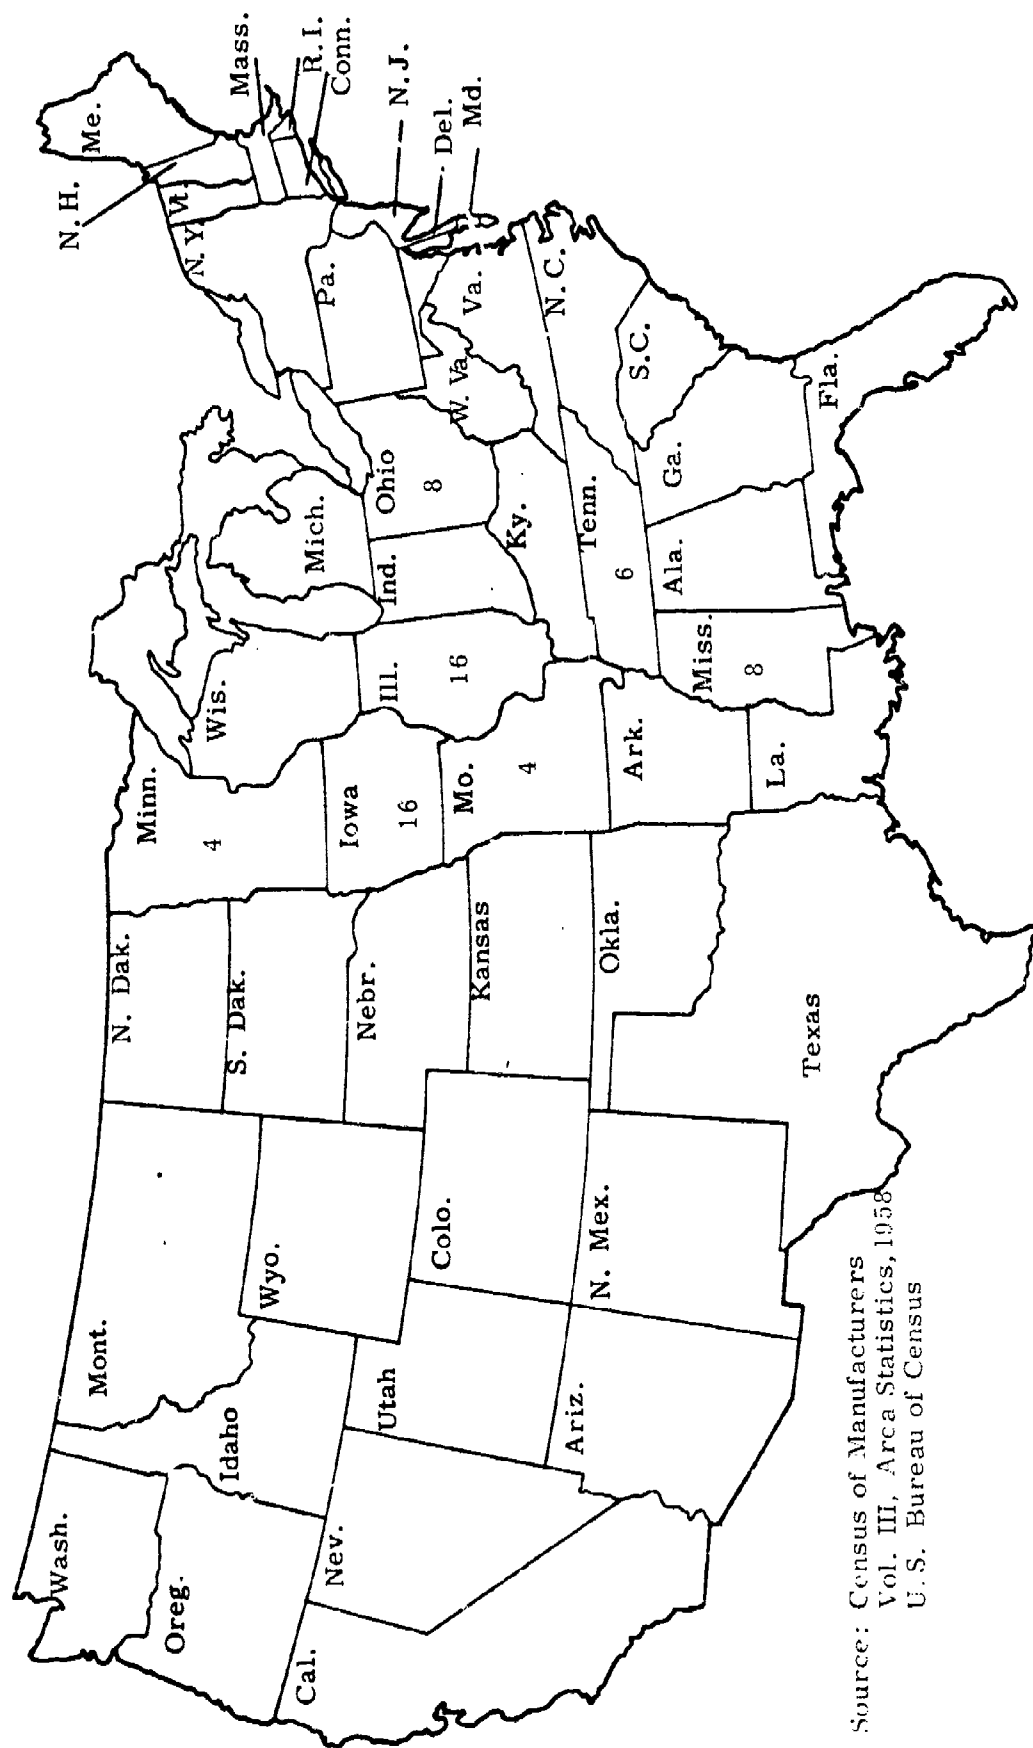 Wash.
Oreg.
Cal.
Nev.
Idaho
Mont.
Wyo.
Utah
Ariz.
Colo.
N. Mex.
N. Dak.
S. Dak.
Nebr.
Kansas
Okla.
Texas
Minn.
4
Iowa
16
Mo.
4
Ark.
La.
Wis.
Ill.
16
Mich.
Ind.
Ohio
8
Ky.
Tenn.
6
Miss.
8
Ala.
Ga.
Fla.
S.C.
N. C.
Va.
W. Va
Pa.
N. Y.
Vt.
N. H.
Me.
Mass.
R. I.
Conn.
N. J.
Del.
Md.
Source: Census of Manufacturers
Vol. III, Area Statistics, 1958
U. S. Bureau of Census